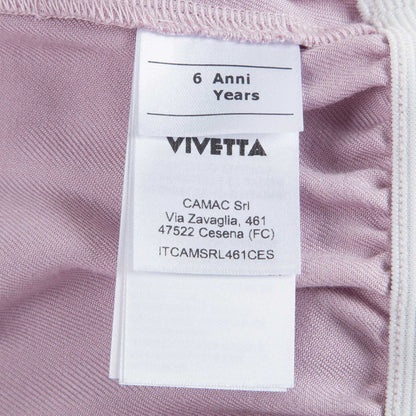 6 Anni
Years
VIVETTA
CAMAC Srl
Via Zavaglia, 461
47522 Cesena (FC)
ITCAMSRL461CES